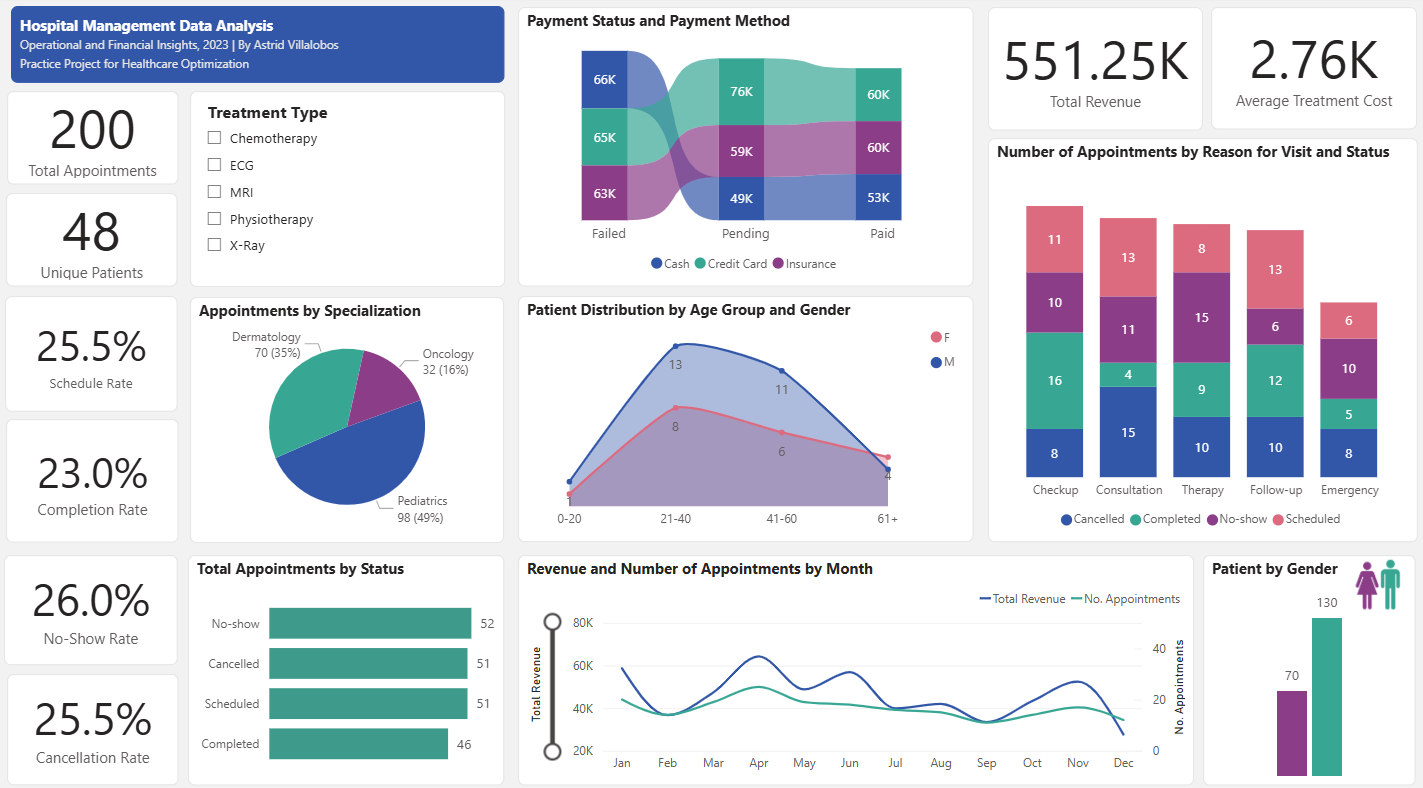 Hospital Management Data Analysis
Operational and Financial Insights, 2023 | By Astrid Villalobos
Practice Project for Healthcare Optimization
200
Total Appointments
48
Unique Patients
25.5%
Schedule Rate
23.0%
Completion Rate
26.0%
No-Show Rate
25.5%
Cancellation Rate
Treatment Type
Chemotherapy
ECG
MRI
Physiotherapy
X-Ray
Appointments by Specialization
Dermatology
70 (35%)
Oncology
32 (16%)
Pediatrics
98 (49%)
Total Appointments by Status
No-show 52
Cancelled 51
Scheduled 51
Completed 46
Payment Status and Payment Method
66K 76K 60K
65K 59K 60K
63K 49K 53K
Failed Pending Paid
Cash Credit Card Insurance
Patient Distribution by Age Group and Gender
F
M
13
11
8
6
4
1
0-20 21-40 41-60 61+
551.25K
Total Revenue
2.76K
Average Treatment Cost
Number of Appointments by Reason for Visit and Status
11 13 8 13 6
10 11 15 6 10
16 4 9 12 5
8 15 10 10 8
Checkup Consultation Therapy Follow-up Emergency
Cancelled Completed No-show Scheduled
Revenue and Number of Appointments by Month
Total Revenue No. Appointments
Total Revenue
80K
60K
40K
20K
40
20
0
No. Appointments
Jan Feb Mar Apr May Jun Jul Aug Sep Oct Nov Dec
Patient by Gender
130
70